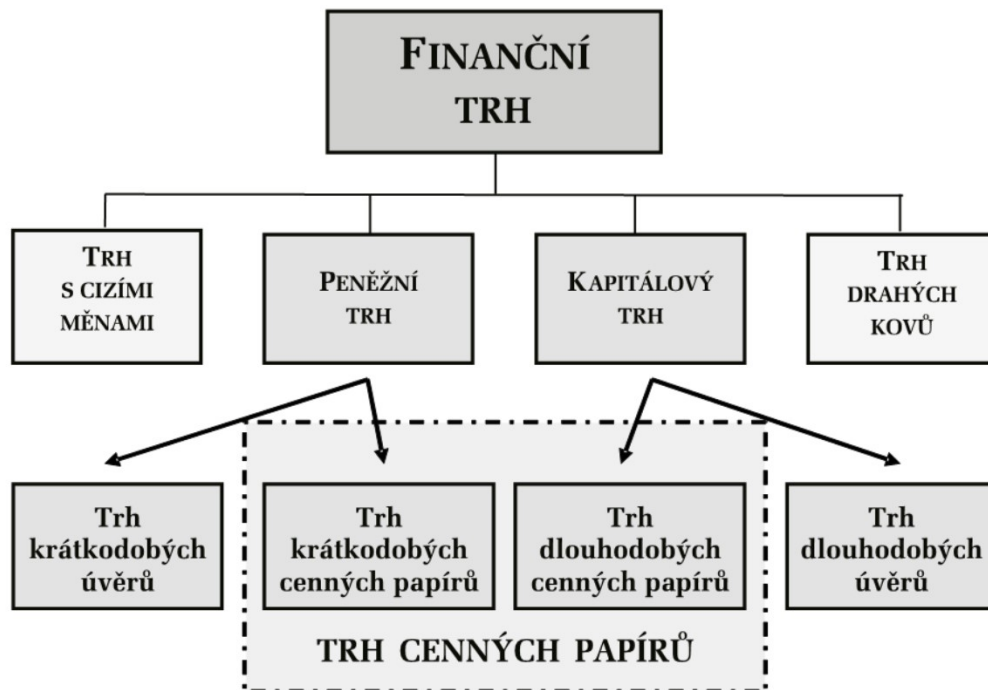 FINANČNÍ
TRH
TRH
S CIZÍMI
MĚNAMI
PENĚŽNÍ
TRH
KAPITÁLOVÝ
TRH
TRH
DRAHÝCH
KOVŮ
Trh
krátkodobých
úvěrů
Trh
krátkodobých
cenných papírů
Trh
dlouhodobých
cenných papírů
Trh
dlouhodobých
úvěrů
TRH CENNÝCH PAPÍRŮ